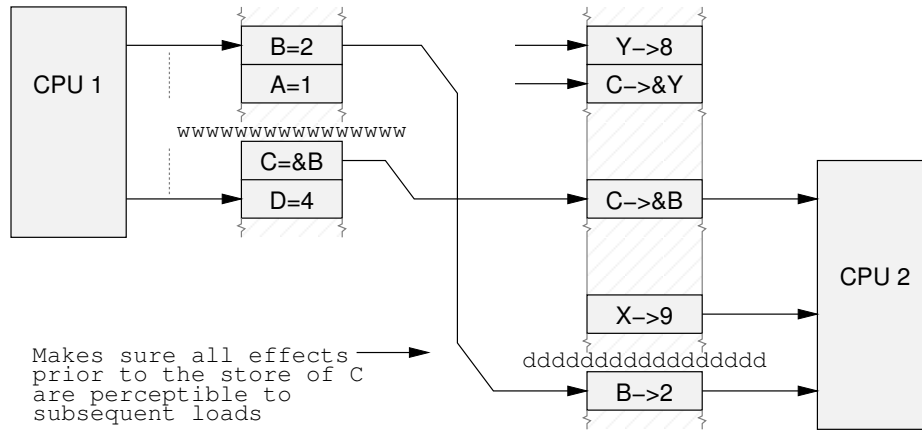 B=2
Y->8
CPU 1
A=1
C->&Y
wwwwwwwwwwwwwwww
C=&B
D=4
C->&B
CPU 2
X->9
Makes sure all effects
prior to the store of C
are perceptible to
subsequent loads
ddddddddddddddddd
B->2